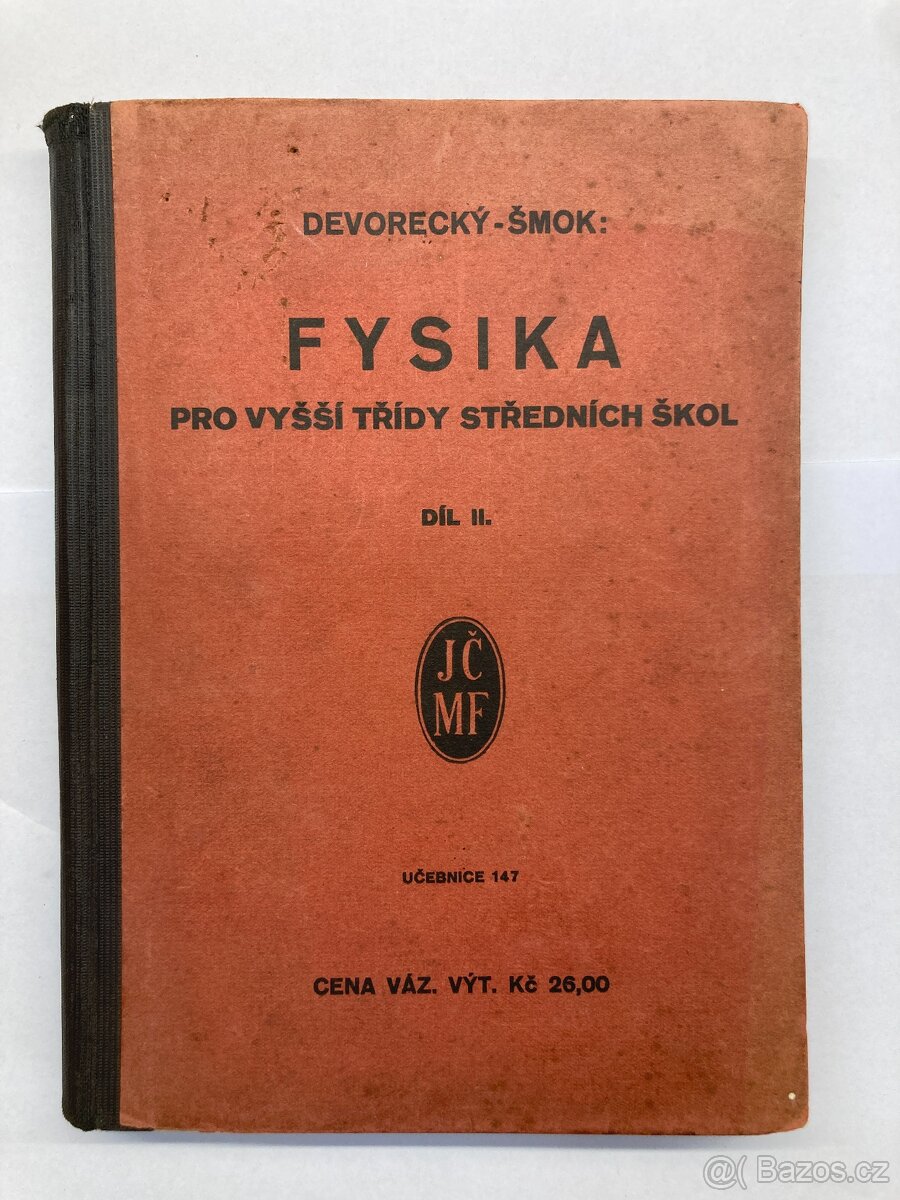 DEVORECKÝ-ŠMOK:
FYSIKA
PRO VYŠŠÍ TŘÍDY STŘEDNÍCH ŠKOL
DÍL II.
JČ
MF
UČEBNICE 147
CENA VÁZ. VÝT. Kč 26,00
@( Bazos.cz